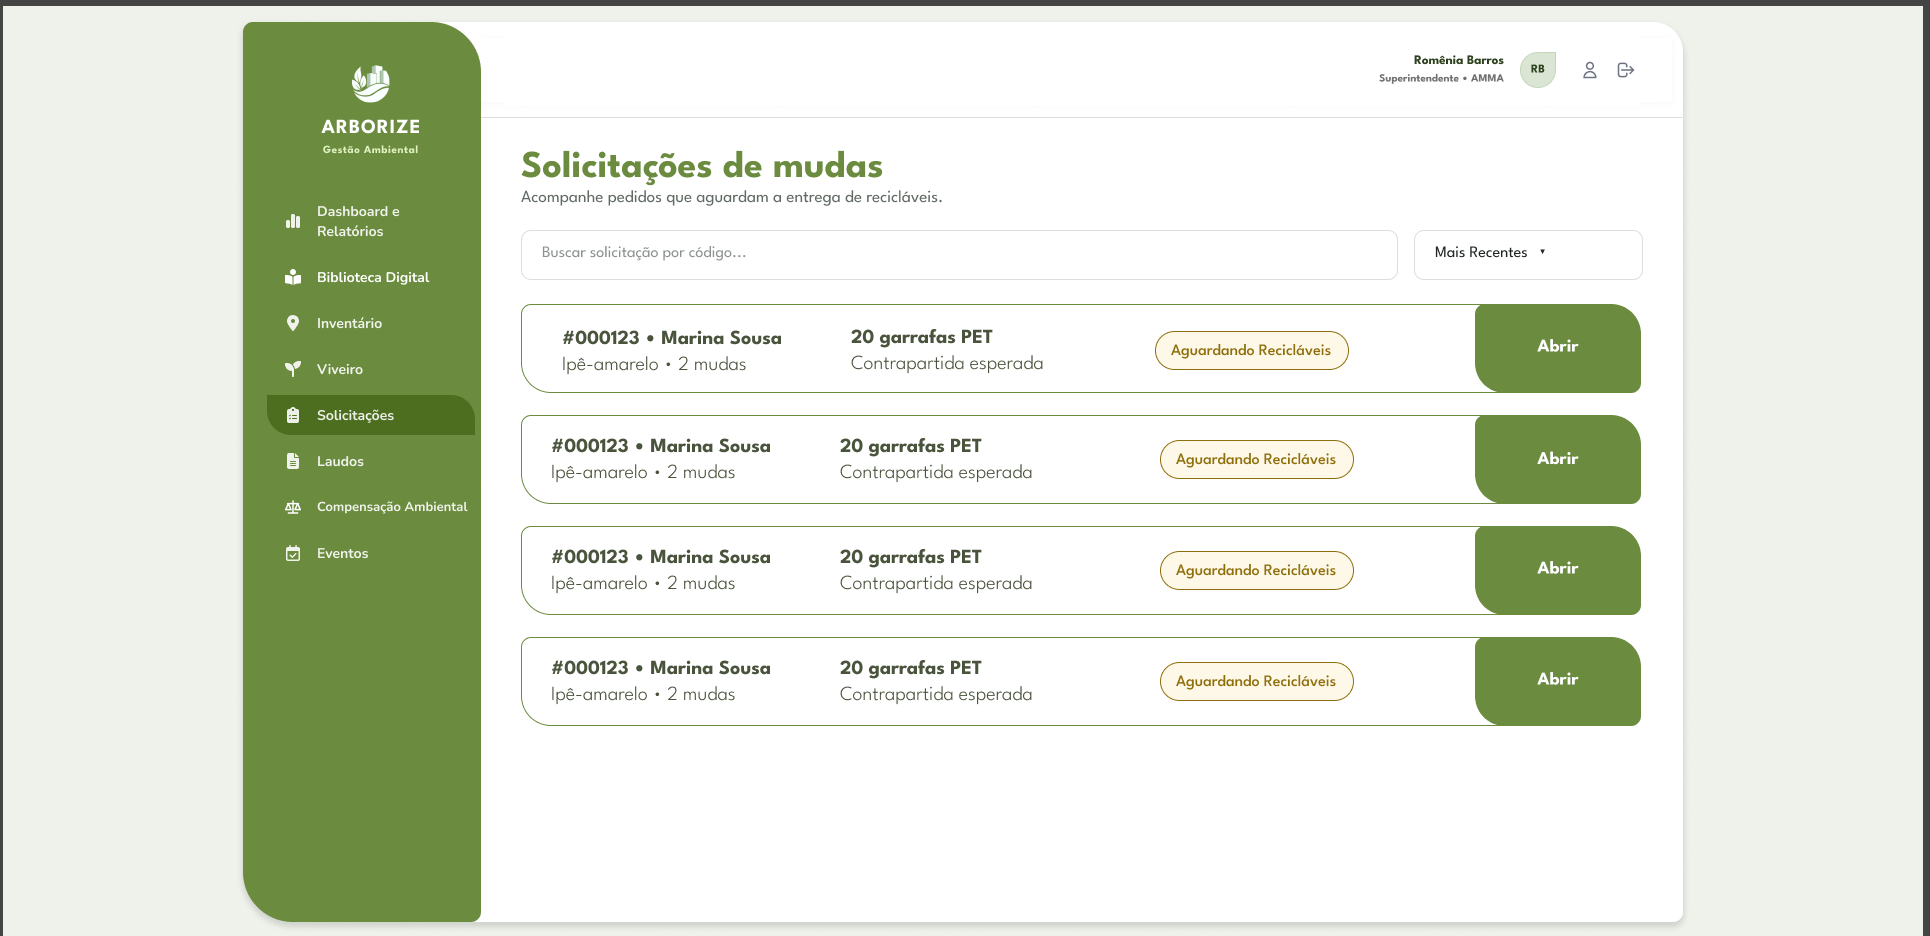 ARBORIZE
Gestão Ambiental
Dashboard e
Relatórios
Biblioteca Digital
Inventário
Viveiro
Solicitações
Laudos
Compensação Ambiental
Eventos
Romênia Barros
Superintendente • AMMA
RB
Solicitações de mudas
Acompanhe pedidos que aguardam a entrega de recicláveis.
Buscar solicitação por código...
Mais Recentes
#000123 • Marina Sousa
Ipê-amarelo • 2 mudas
20 garrafas PET
Contrapartida esperada
Aguardando Recicláveis
Abrir
#000123 • Marina Sousa
Ipê-amarelo • 2 mudas
20 garrafas PET
Contrapartida esperada
Aguardando Recicláveis
Abrir
#000123 • Marina Sousa
Ipê-amarelo • 2 mudas
20 garrafas PET
Contrapartida esperada
Aguardando Recicláveis
Abrir
#000123 • Marina Sousa
Ipê-amarelo • 2 mudas
20 garrafas PET
Contrapartida esperada
Aguardando Recicláveis
Abrir